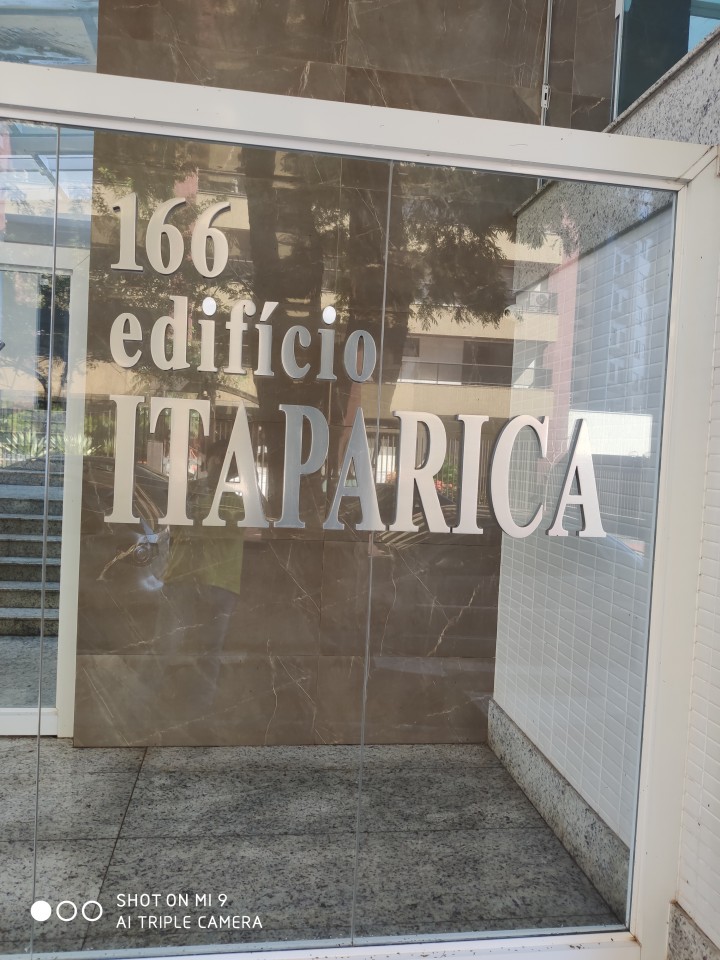 166
edifício
ITAPARICA
SHOT ON MI 9
AI TRIPLE CAMERA